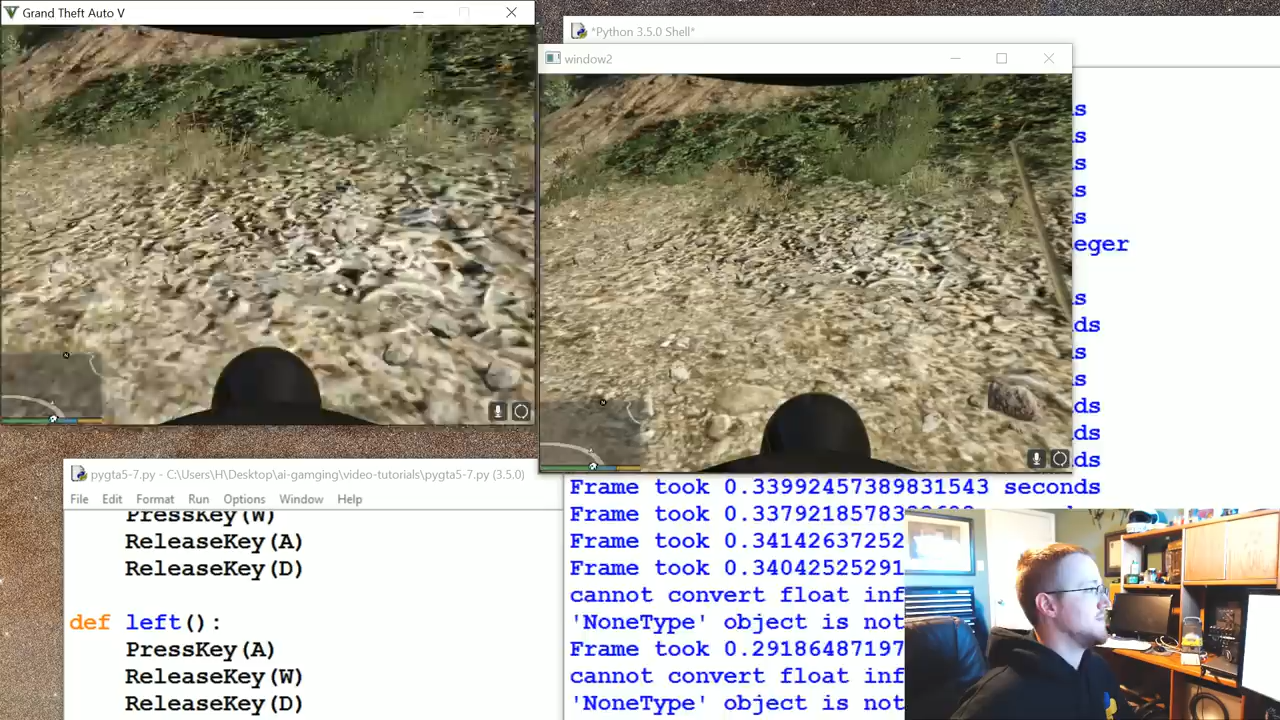 Grand Theft Auto V
*Python 3.5.0 Shell*
window2
s
s
s
s
s
eger
s
ds
s
s
ds
ds
ds
pygta5-7.py - C:\Users\H\Desktop\ai-gamging\video-tutorials\pygta5-7.py (3.5.0)
File Edit Format Run Options Window Help
PressKey(W)
ReleaseKey(A)
ReleaseKey(D)
def left():
PressKey(A)
ReleaseKey(W)
ReleaseKey(D)
Frame took 0.33992457389831543 seconds
Frame took 0.33792185783
Frame took 0.34142637252
Frame took 0.34042525291
cannot convert float inf
'NoneType' object is not
Frame took 0.29186487197
cannot convert float inf
'NoneType' object is not